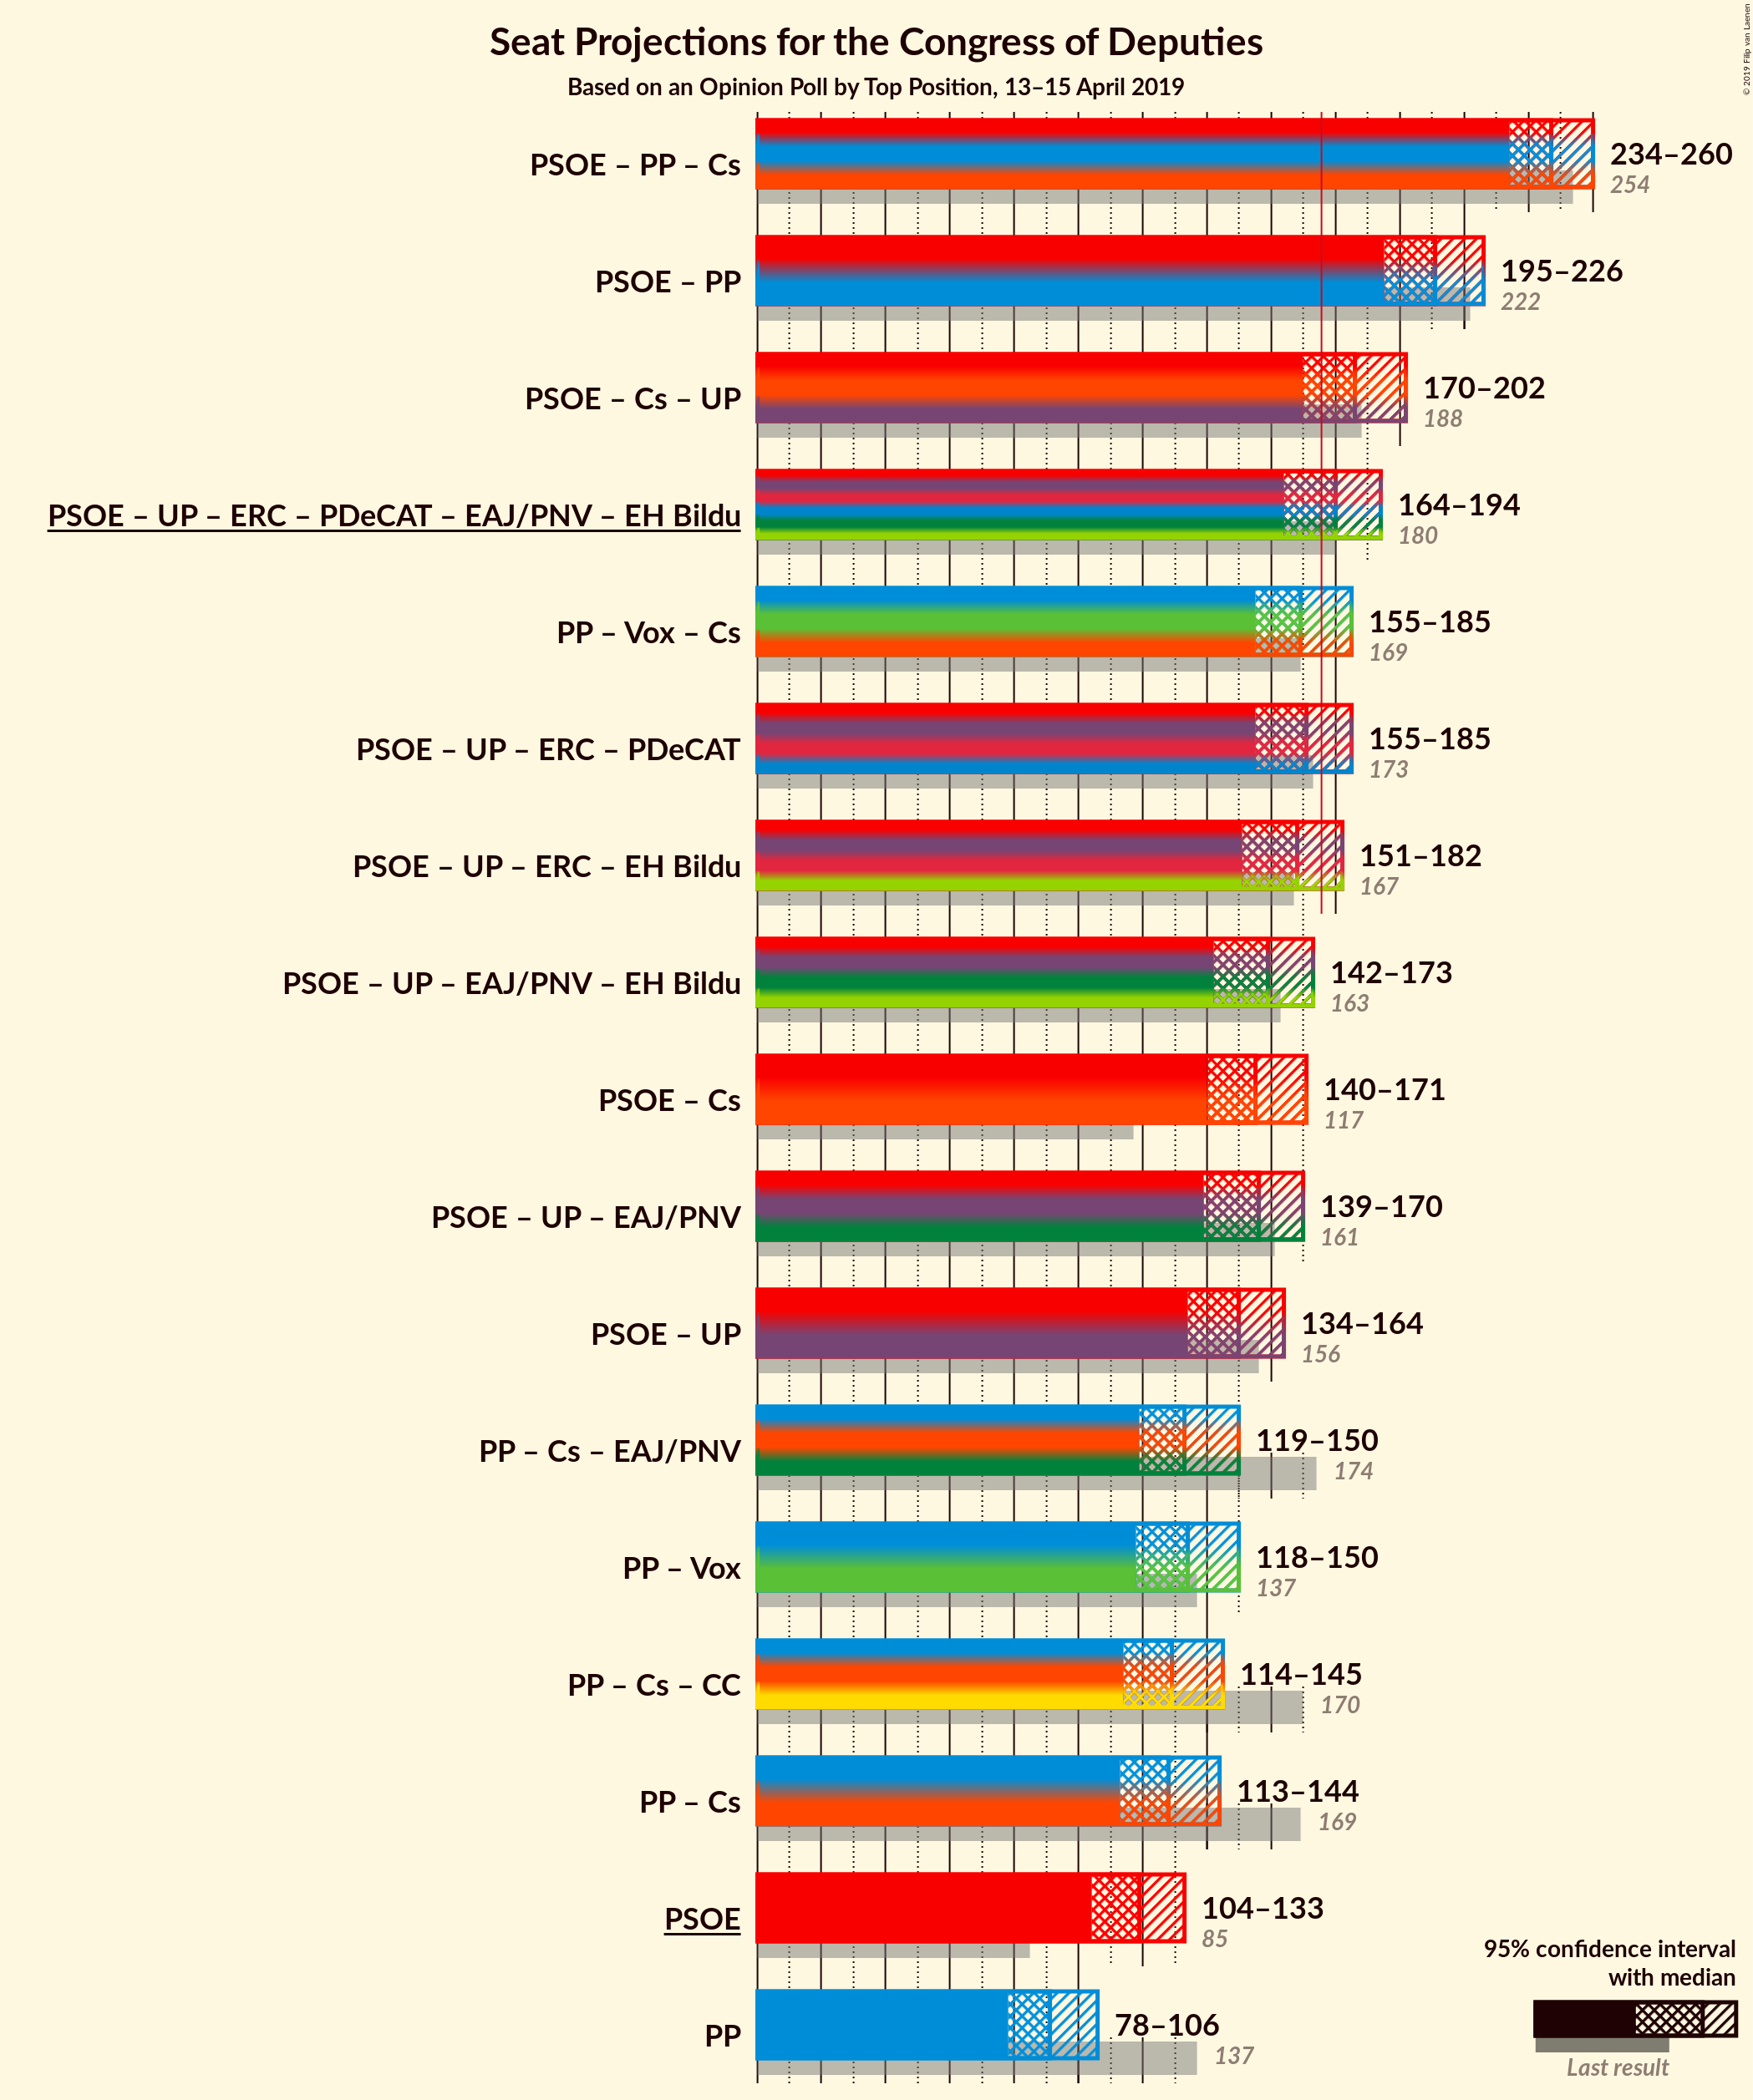 Seat Projections for the Congress of Deputies
Based on an Opinion Poll by Top Position, 13–15 April 2019
© 2019 Filip van Laenen
PSOE – PP – Cs
234–260
254
PSOE – PP
195–226
222
PSOE – Cs – UP
170–202
188
PSOE – UP – ERC – PDeCAT – EAJ/PNV – EH Bildu
164–194
180
PP – Vox – Cs
155–185
169
PSOE – UP – ERC – PDeCAT
155–185
173
PSOE – UP – ERC – EH Bildu
151–182
167
PSOE – UP – EAJ/PNV – EH Bildu
142–173
163
PSOE – Cs
140–171
117
PSOE – UP – EAJ/PNV
139–170
161
PSOE – UP
134–164
156
PP – Cs – EAJ/PNV
119–150
174
PP – Vox
118–150
137
PP – Cs – CC
114–145
170
PP – Cs
113–144
169
PSOE
104–133
85
PP
78–106
137
95% confidence interval
with median
Last result